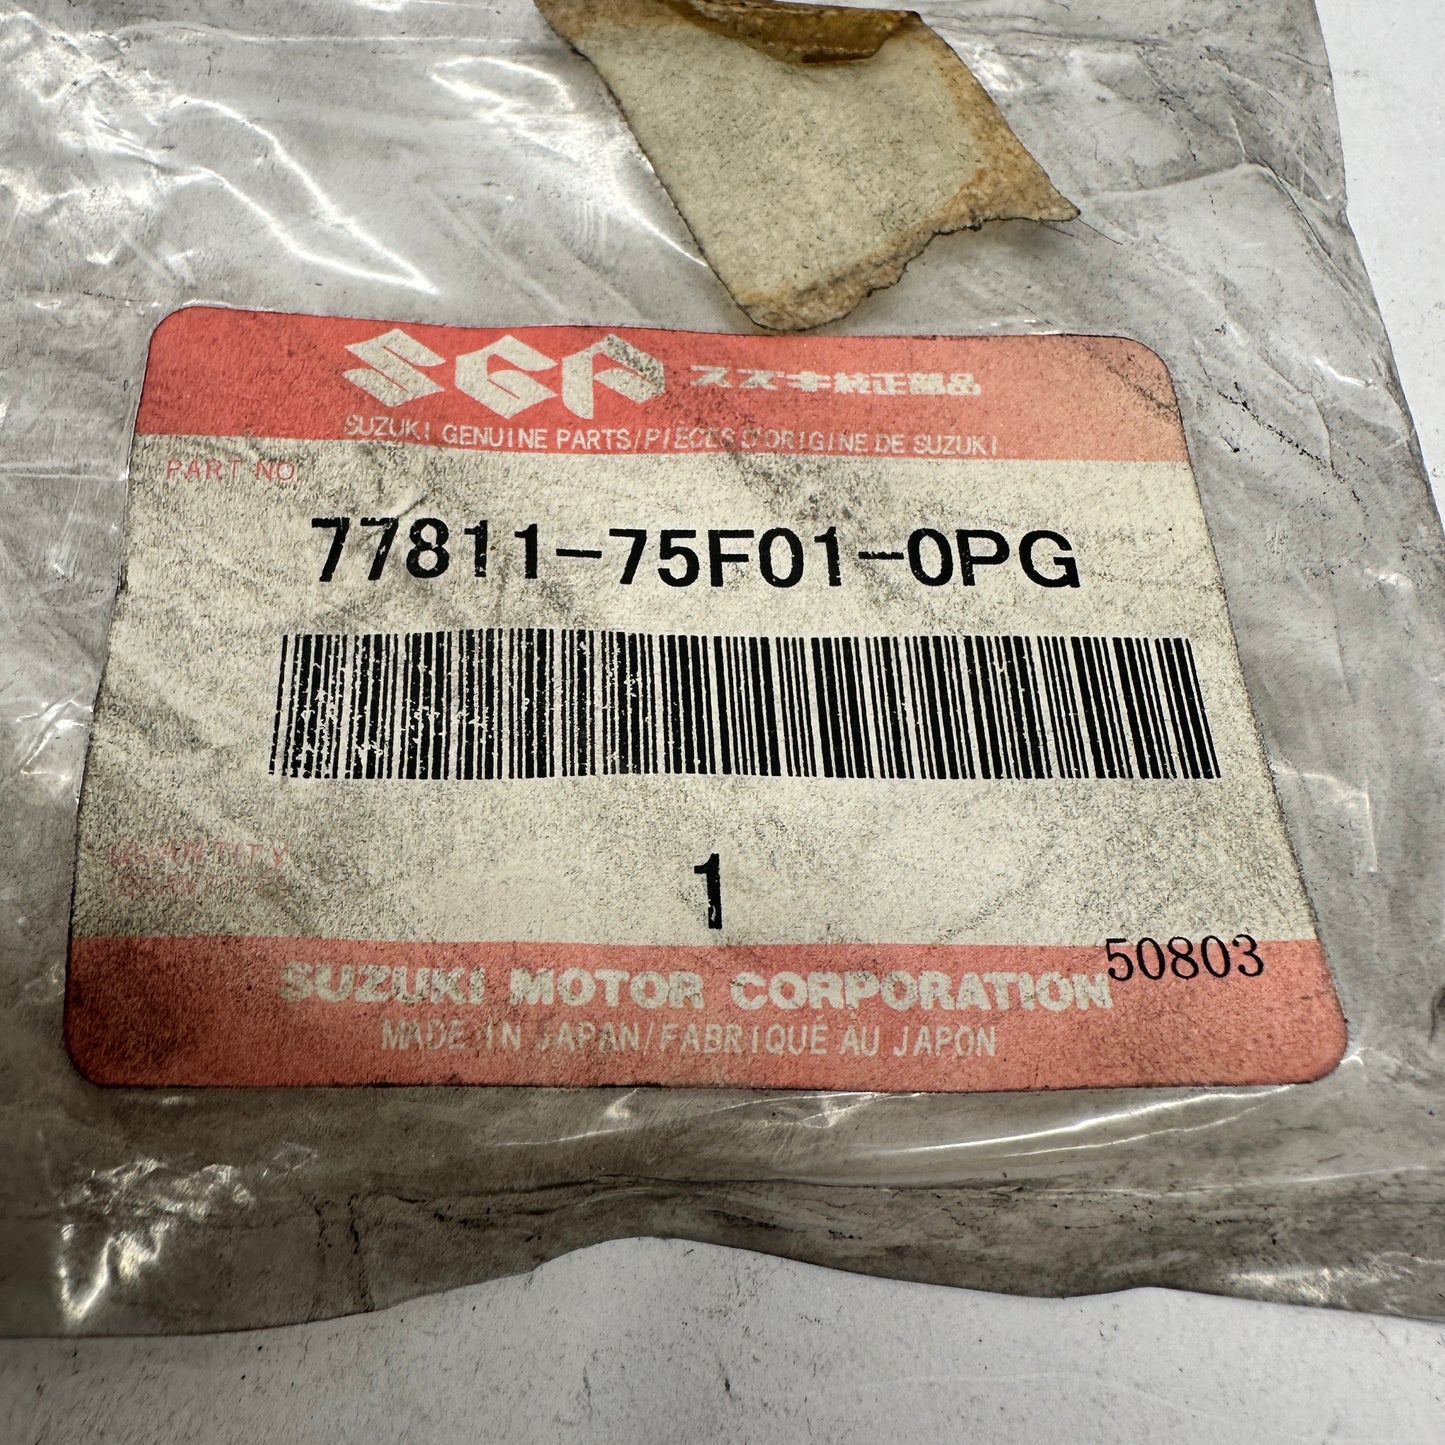 SGP スズキ純正部品
SUZUKI GENUINE PARTS/PIÈCES D'ORIGINE DE SUZUKI
PART NO.
77811-75F01-0PG
QUANTITY
1
50803
SUZUKI MOTOR CORPORATION
MADE IN JAPAN/FABRIQUÉ AU JAPON